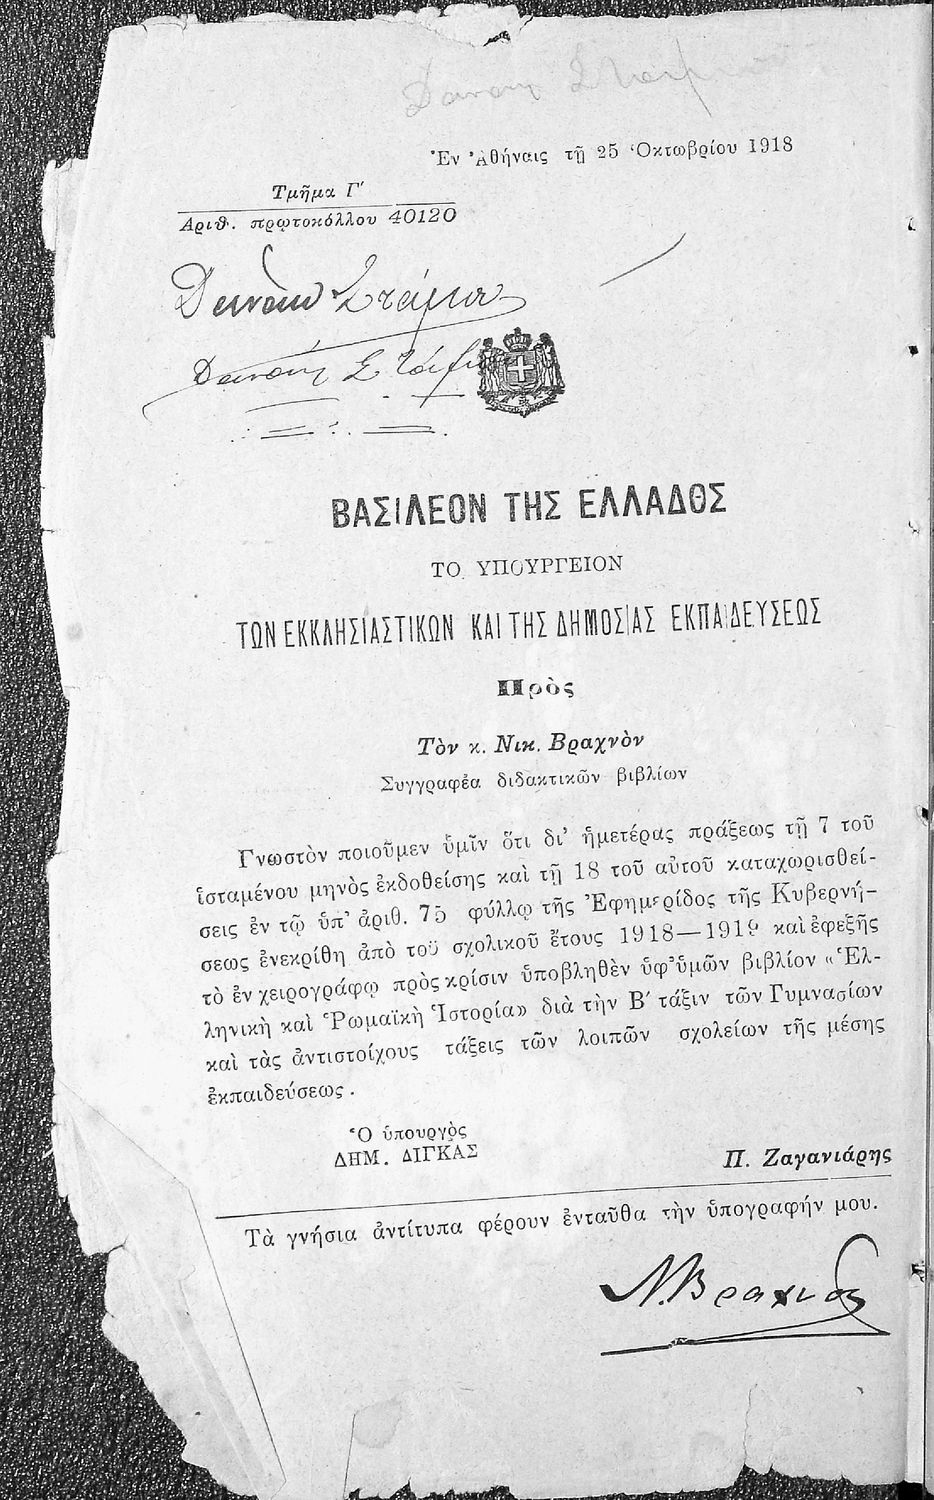 Ἐν Ἀθήναις τῇ 25 Ὀκτωβρίου 1918
Τμῆμα Γ′
Ἀριθ. πρωτοκόλλου 40120
ΒΑΣΙΛΕΟΝ ΤΗΣ ΕΛΛΑΔΟΣ
ΤΟ ΥΠΟΥΡΓΕΙΟΝ
ΤΩΝ ΕΚΚΛΗΣΙΑΣΤΙΚΩΝ ΚΑΙ ΤΗΣ ΔΗΜΟΣΙΑΣ ΕΚΠΑΙΔΕΥΣΕΩΣ
Πρὸς
Τὸν κ. Νικ. Βραχνὸν
Συγγραφέα διδακτικῶν βιβλίων
Γνωστὸν ποιοῦμεν ὑμῖν ὅτι δι' ἡμετέρας πράξεως τῇ 7 τοῦ
ἱσταμένου μηνὸς ἐκδοθείσης καὶ τῇ 18 τοῦ αὐτοῦ καταχωρισθεί-
σεις ἐν τῷ ὑπ' ἀριθ. 75 φύλλῳ τῆς Ἐφημερίδος τῆς Κυβερνή-
σεως ἐνεκρίθη ἀπὸ τοῦ σχολικοῦ ἔτους 1918—1919 καὶ ἐφεξῆς
τὸ ἐν χειρογράφῳ πρὸς κρίσιν ὑποβληθὲν ὑφ' ὑμῶν βιβλίον «Ἑλ-
ληνικὴ καὶ Ῥωμαϊκὴ Ἱστορία» διὰ τὴν Β′ τάξιν τῶν Γυμνασίων
καὶ τὰς ἀντιστοίχους τάξεις τῶν λοιπῶν σχολείων τῆς μέσης
ἐκπαιδεύσεως.
Ὁ ὑπουργὸς
ΔΗΜ. ΔΙΓΚΑΣ
Π. Ζαγανιάρης
Τὰ γνήσια ἀντίτυπα φέρουν ἐνταῦθα τὴν ὑπογραφήν μου.
Ν. Βραχνὸς